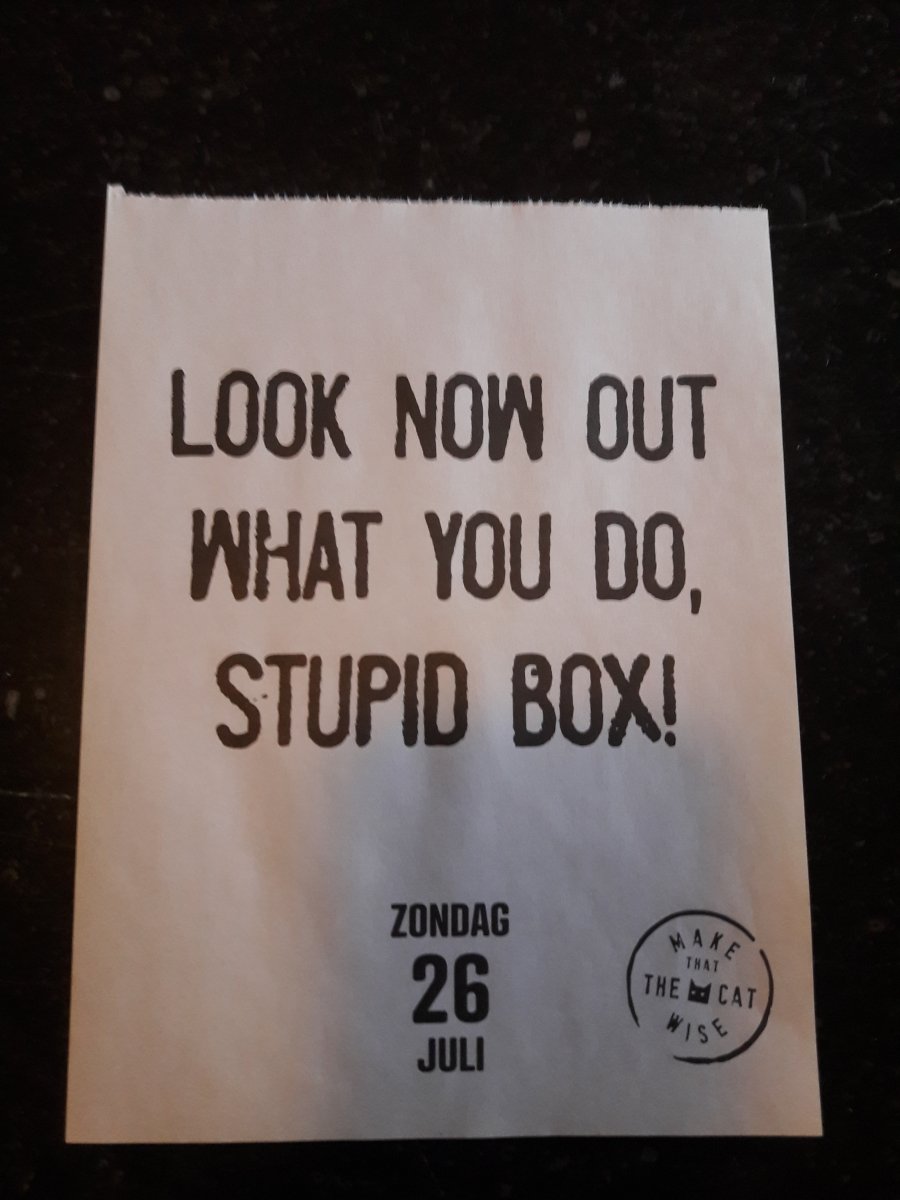 LOOK NOW OUT
WHAT YOU DO,
STUPID BOX!
ZONDAG
26
JULI
MAKE
THAT
THE CAT
WISE